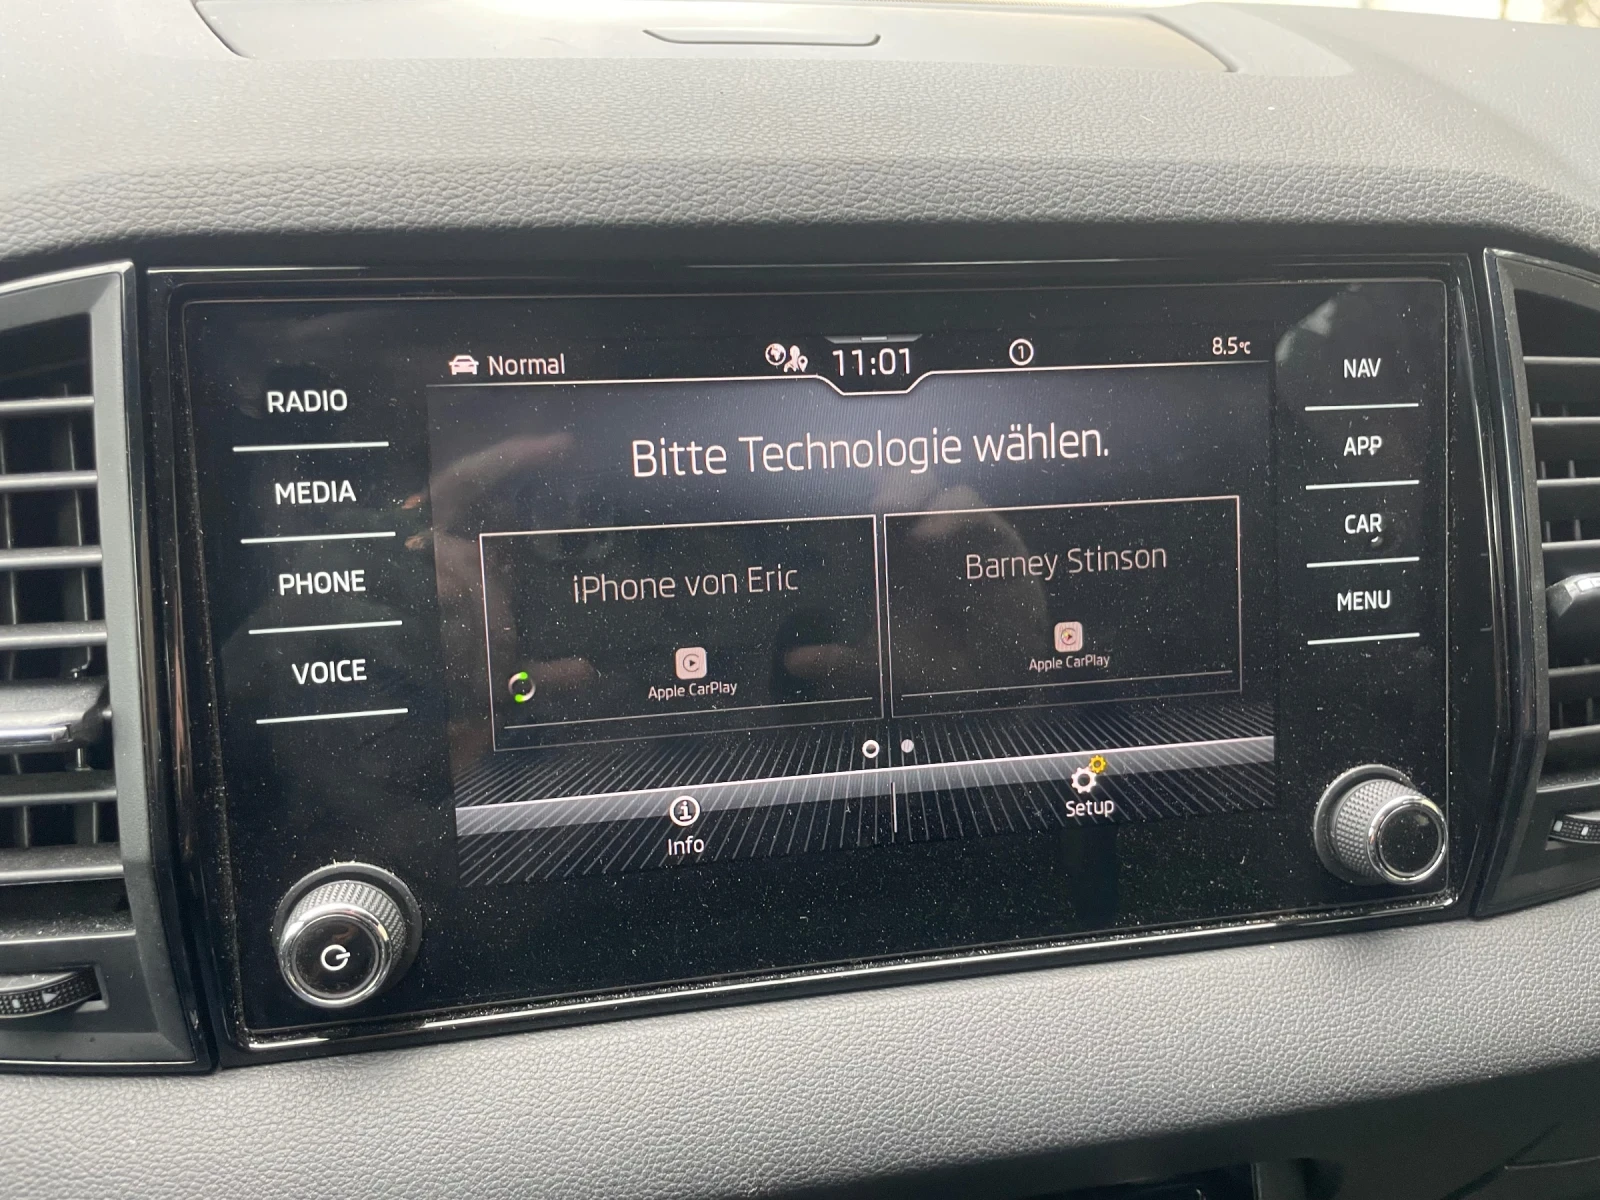 Normal
11:01
1
8.5°C
RADIO
MEDIA
PHONE
VOICE
Bitte Technologie wählen.
iPhone von Eric
Apple CarPlay
Barney Stinson
Apple CarPlay
Info
Setup
NAV
APP
CAR
MENU